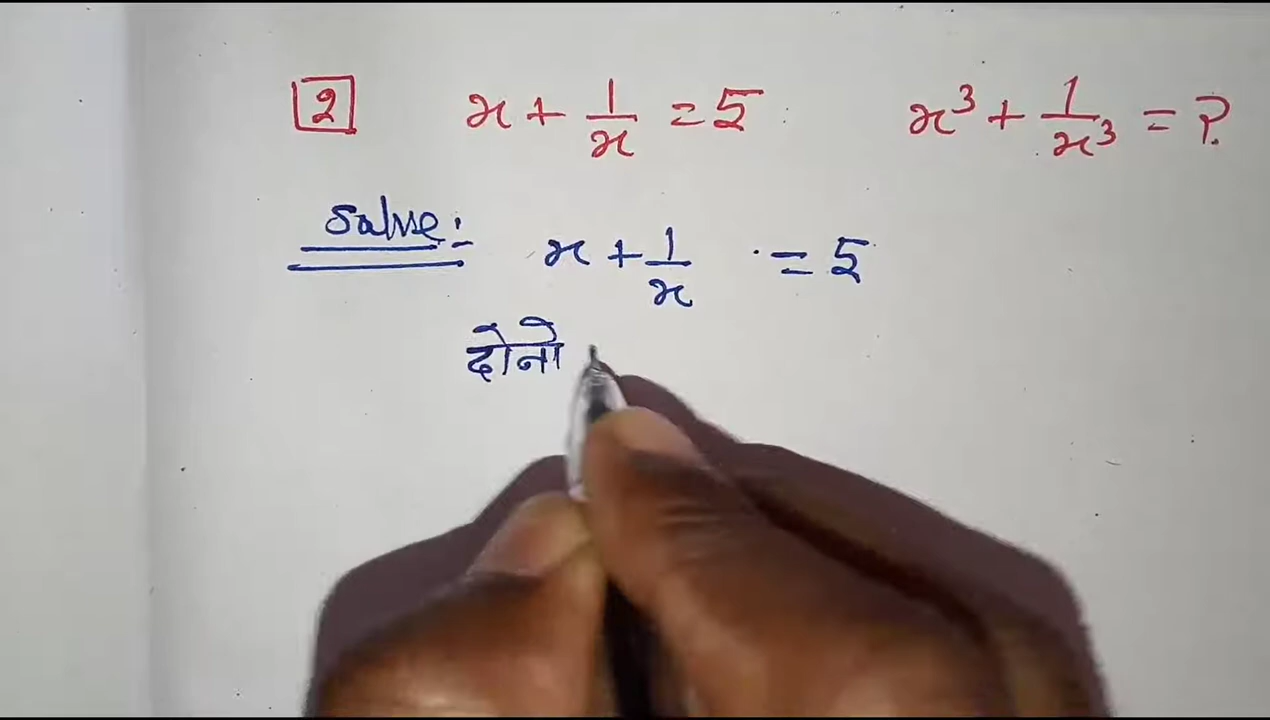 2 x + 1/x = 5 x³ + 1/x³ = ?
Solve: x + 1/x = 5
दोनो